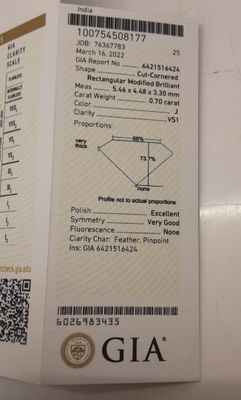 India
100754508177
JOB: 76367783 25
March 16, 2022
GIA Report No 6421516424
Shape Cut-Cornered
Rectangular Modified Brilliant
Meas 5.46 x 4.48 x 3.30 mm
Carat Weight 0.70 carat
Color J
Clarity VS1
Proportions:
66%
very
thick
73.7%
none
Profile not to actual proportions
Polish Excellent
Symmetry Very Good
Fluorescence None
Clarity Char: Feather, Pinpoint
Ins: GIA 6421516424
6026983435
GIA
GIA
CLARITY
SCALE
FLAWLESS
INTERNALLY
FLAWLESS
VVS1
VVS2
VS1
VS2
SI1
SI2
I1
I2
I3
check.gia.edu